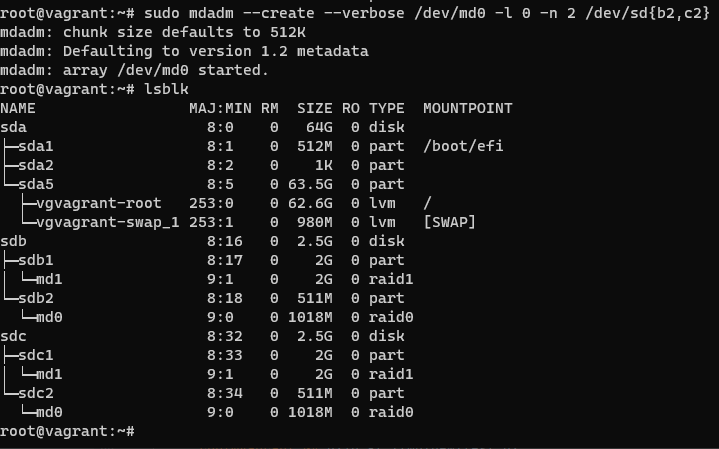 root@vagrant:~# sudo mdadm --create --verbose /dev/md0 -l 0 -n 2 /dev/sd{b2,c2}
mdadm: chunk size defaults to 512K
mdadm: Defaulting to version 1.2 metadata
mdadm: array /dev/md0 started.
root@vagrant:~# lsblk
NAME                 MAJ:MIN RM  SIZE RO TYPE  MOUNTPOINT
sda                    8:0    0   64G  0 disk
├─sda1                 8:1    0  512M  0 part  /boot/efi
├─sda2                 8:2    0    1K  0 part
└─sda5                 8:5    0 63.5G  0 part
  ├─vgvagrant-root   253:0    0 62.6G  0 lvm   /
  └─vgvagrant-swap_1 253:1    0  980M  0 lvm   [SWAP]
sdb                    8:16   0  2.5G  0 disk
├─sdb1                 8:17   0    2G  0 part
│ └─md1                9:1    0    2G  0 raid1
└─sdb2                 8:18   0  511M  0 part
  └─md0                9:0    0 1018M  0 raid0
sdc                    8:32   0  2.5G  0 disk
├─sdc1                 8:33   0    2G  0 part
│ └─md1                9:1    0    2G  0 raid1
└─sdc2                 8:34   0  511M  0 part
  └─md0                9:0    0 1018M  0 raid0
root@vagrant:~#